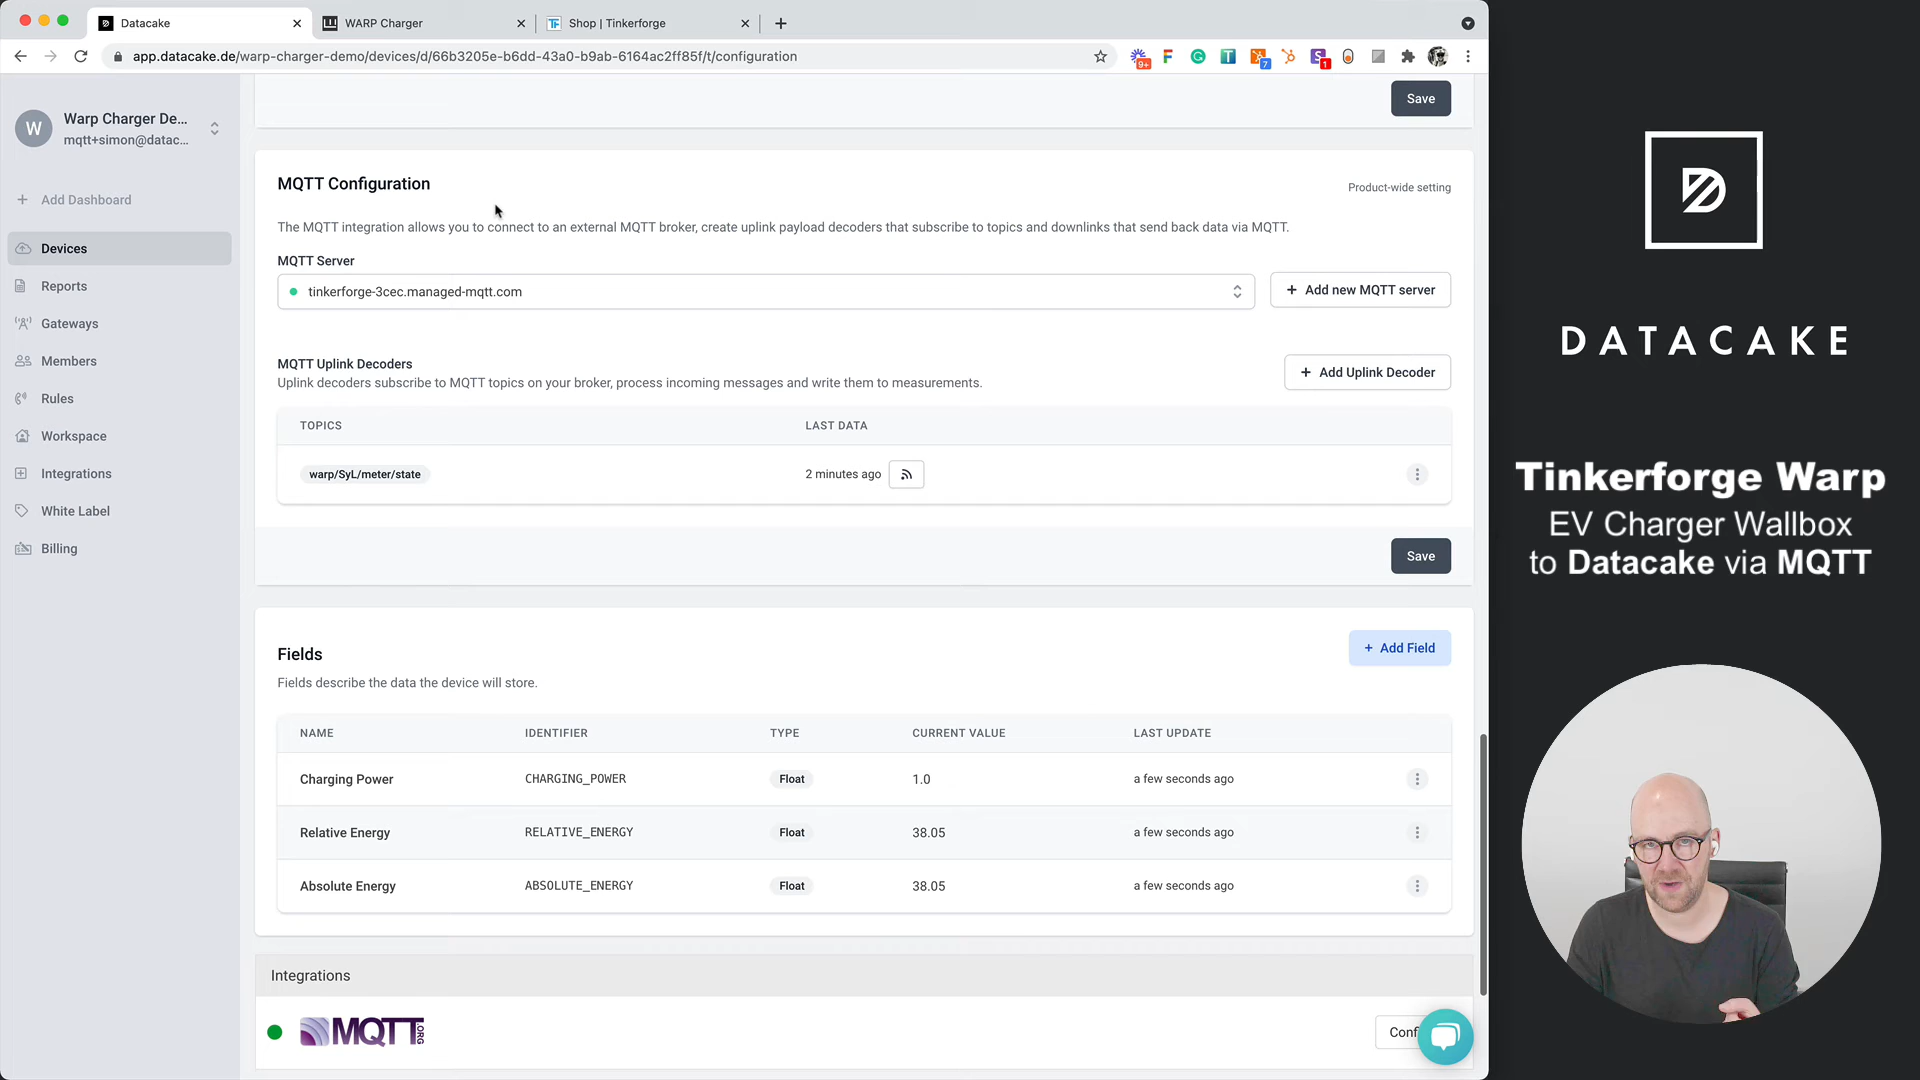 Datacake
WARP Charger
Shop | Tinkerforge
app.datacake.de/warp-charger-demo/devices/d/66b3205e-b6dd-43a0-b9ab-6164ac2ff85f/t/configuration
9+
7
1
W
Warp Charger De...
mqtt+simon@datac...
Add Dashboard
Devices
Reports
Gateways
Members
Rules
Workspace
Integrations
White Label
Billing
Save
MQTT Configuration
Product-wide setting
The MQTT integration allows you to connect to an external MQTT broker, create uplink payload decoders that subscribe to topics and downlinks that send back data via MQTT.
MQTT Server
tinkerforge-3cec.managed-mqtt.com
+ Add new MQTT server
MQTT Uplink Decoders
Uplink decoders subscribe to MQTT topics on your broker, process incoming messages and write them to measurements.
+ Add Uplink Decoder
TOPICS LAST DATA
warp/SyL/meter/state 2 minutes ago
Save
Fields
+ Add Field
Fields describe the data the device will store.
NAME IDENTIFIER TYPE CURRENT VALUE LAST UPDATE
Charging Power CHARGING_POWER Float 1.0 a few seconds ago
Relative Energy RELATIVE_ENERGY Float 38.05 a few seconds ago
Absolute Energy ABSOLUTE_ENERGY Float 38.05 a few seconds ago
Integrations
MQTT.ORG
Conf
DATACAKE
Tinkerforge Warp
EV Charger Wallbox
to Datacake via MQTT